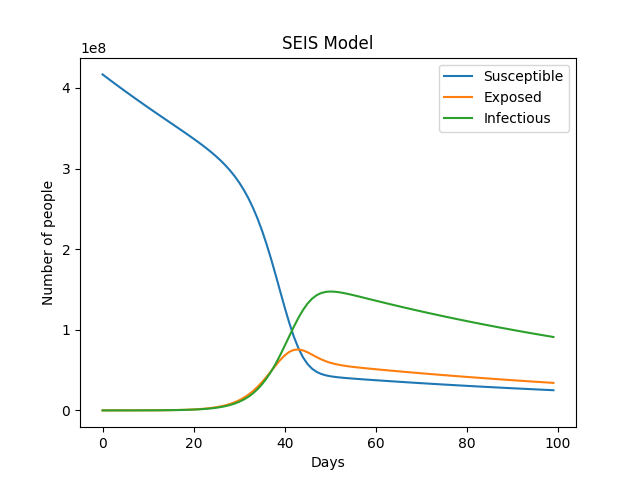 SEIS Model
1e8
Susceptible
Exposed
Infectious
4
3
2
1
0
Number of people
0 20 40 60 80 100
Days